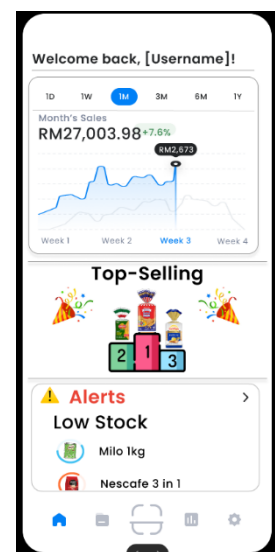 Welcome back, [Username]!
1D 1W 1M 3M 6M 1Y
Month's Sales
RM27,003.98 +7.6%
RM2,673
Week 1 Week 2 Week 3 Week 4
Top-Selling
2 1 3
Alerts
Low Stock
Milo 1kg
Nescafe 3 in 1